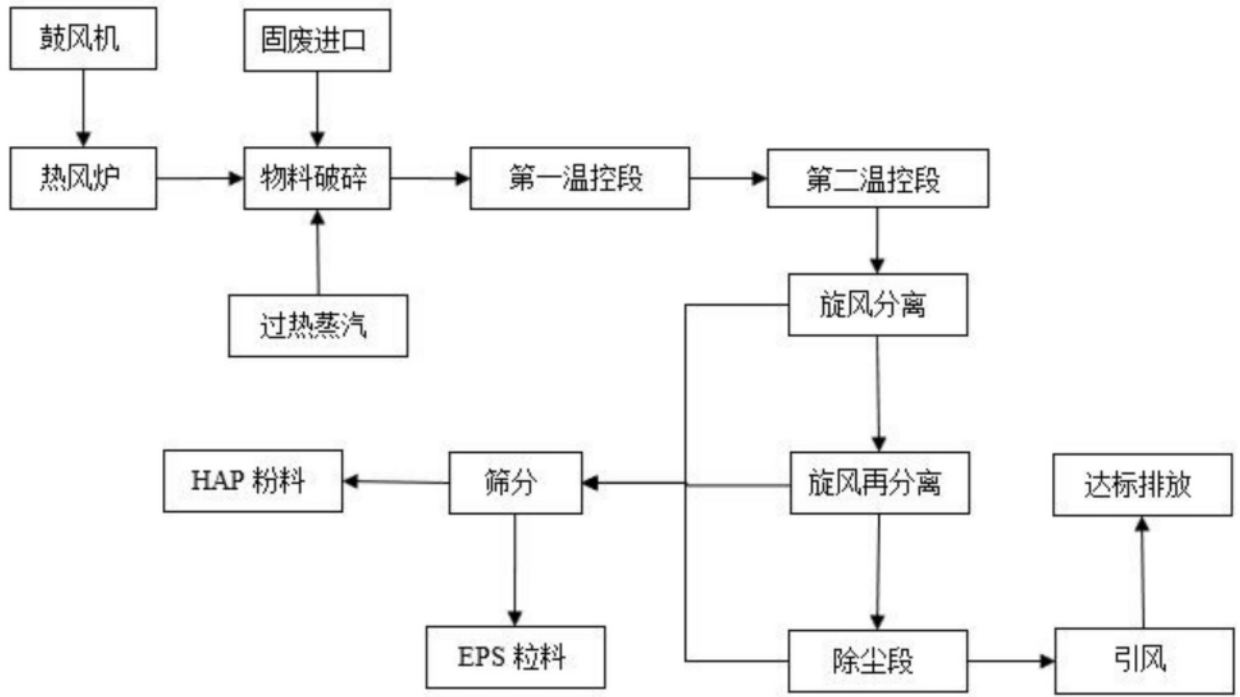 鼓风机
固废进口
热风炉
物料破碎
第一温控段
第二温控段
过热蒸汽
旋风分离
HAP 粉料
筛分
旋风再分离
达标排放
EPS 粒料
除尘段
引风